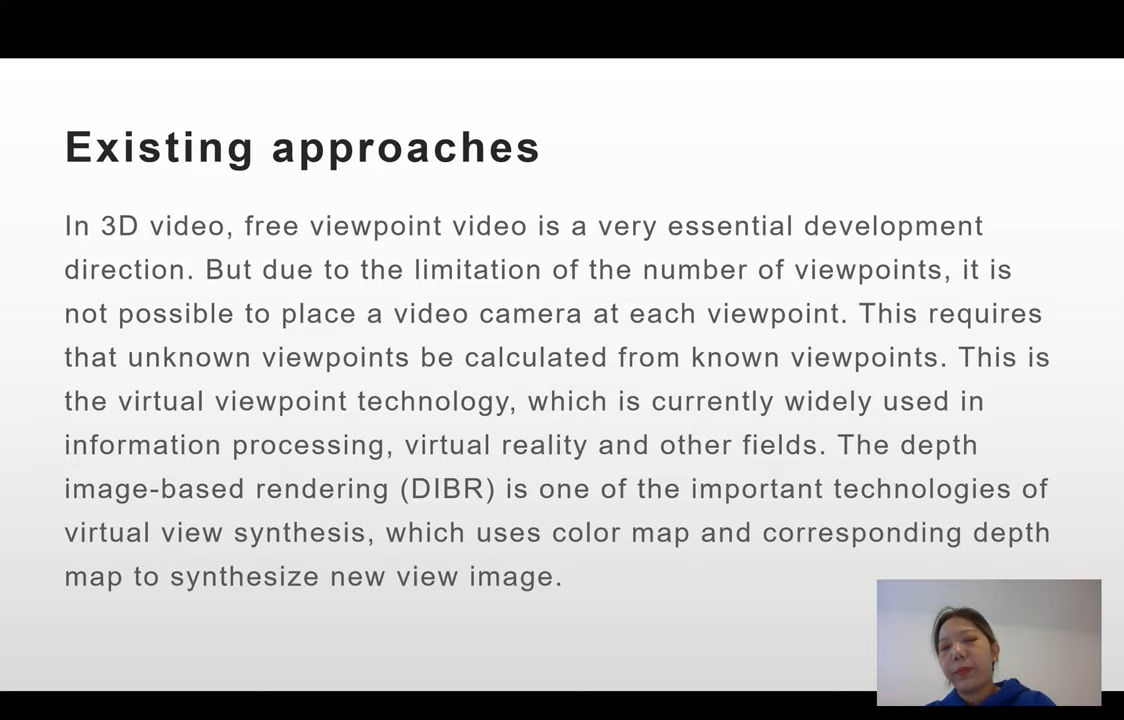 Existing approaches
In 3D video, free viewpoint video is a very essential development
direction. But due to the limitation of the number of viewpoints, it is
not possible to place a video camera at each viewpoint. This requires
that unknown viewpoints be calculated from known viewpoints. This is
the virtual viewpoint technology, which is currently widely used in
information processing, virtual reality and other fields. The depth
image-based rendering (DIBR) is one of the important technologies of
virtual view synthesis, which uses color map and corresponding depth
map to synthesize new view image.